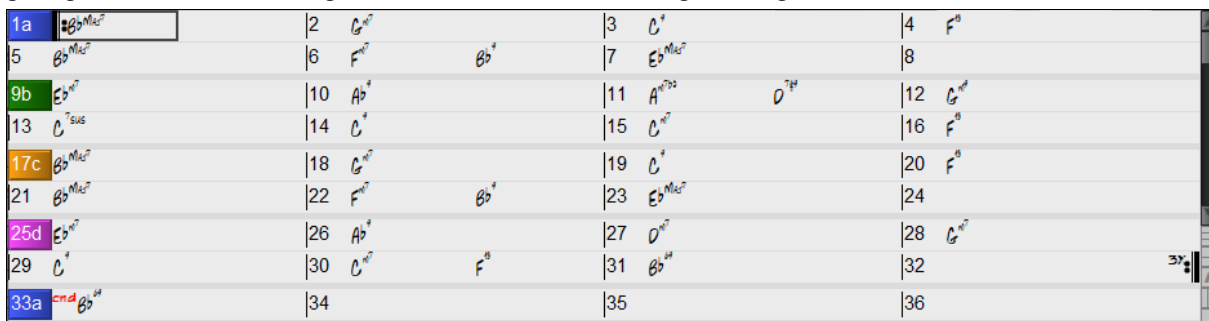 1a BbMaj7 2 Gm7 3 C9 4 F13
5 BbMaj7 6 Fm7 Bb9 7 EbMaj7 8
9b Ebm7 10 Ab9 11 Am7b5 D7#9 12 Gm9
13 C7sus 14 C9 15 Cm7 16 F13
17c BbMaj7 18 Gm7 19 C9 20 F13
21 BbMaj7 22 Fm7 Bb9 23 EbMaj7 24
25d Ebm7 26 Ab9 27 Dm7 28 Gm7
29 C9 30 Cm7 F13 31 Bb69 32 3x
33a end Bb69 34 35 36